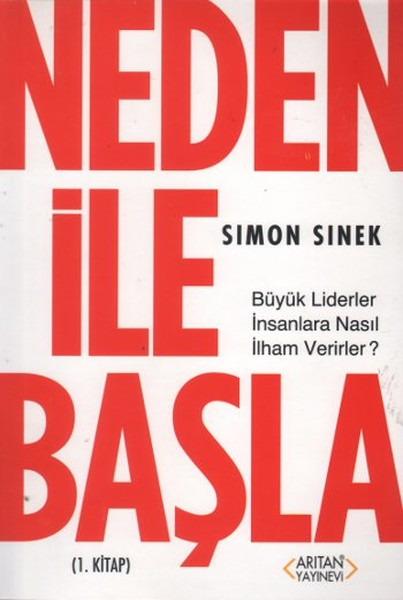 NEDEN
İLE
SIMON SINEK
Büyük Liderler
İnsanlara Nasıl
İlham Verirler?
BAŞLA
(1. KİTAP)
ARITAN®
YAYINEVİ